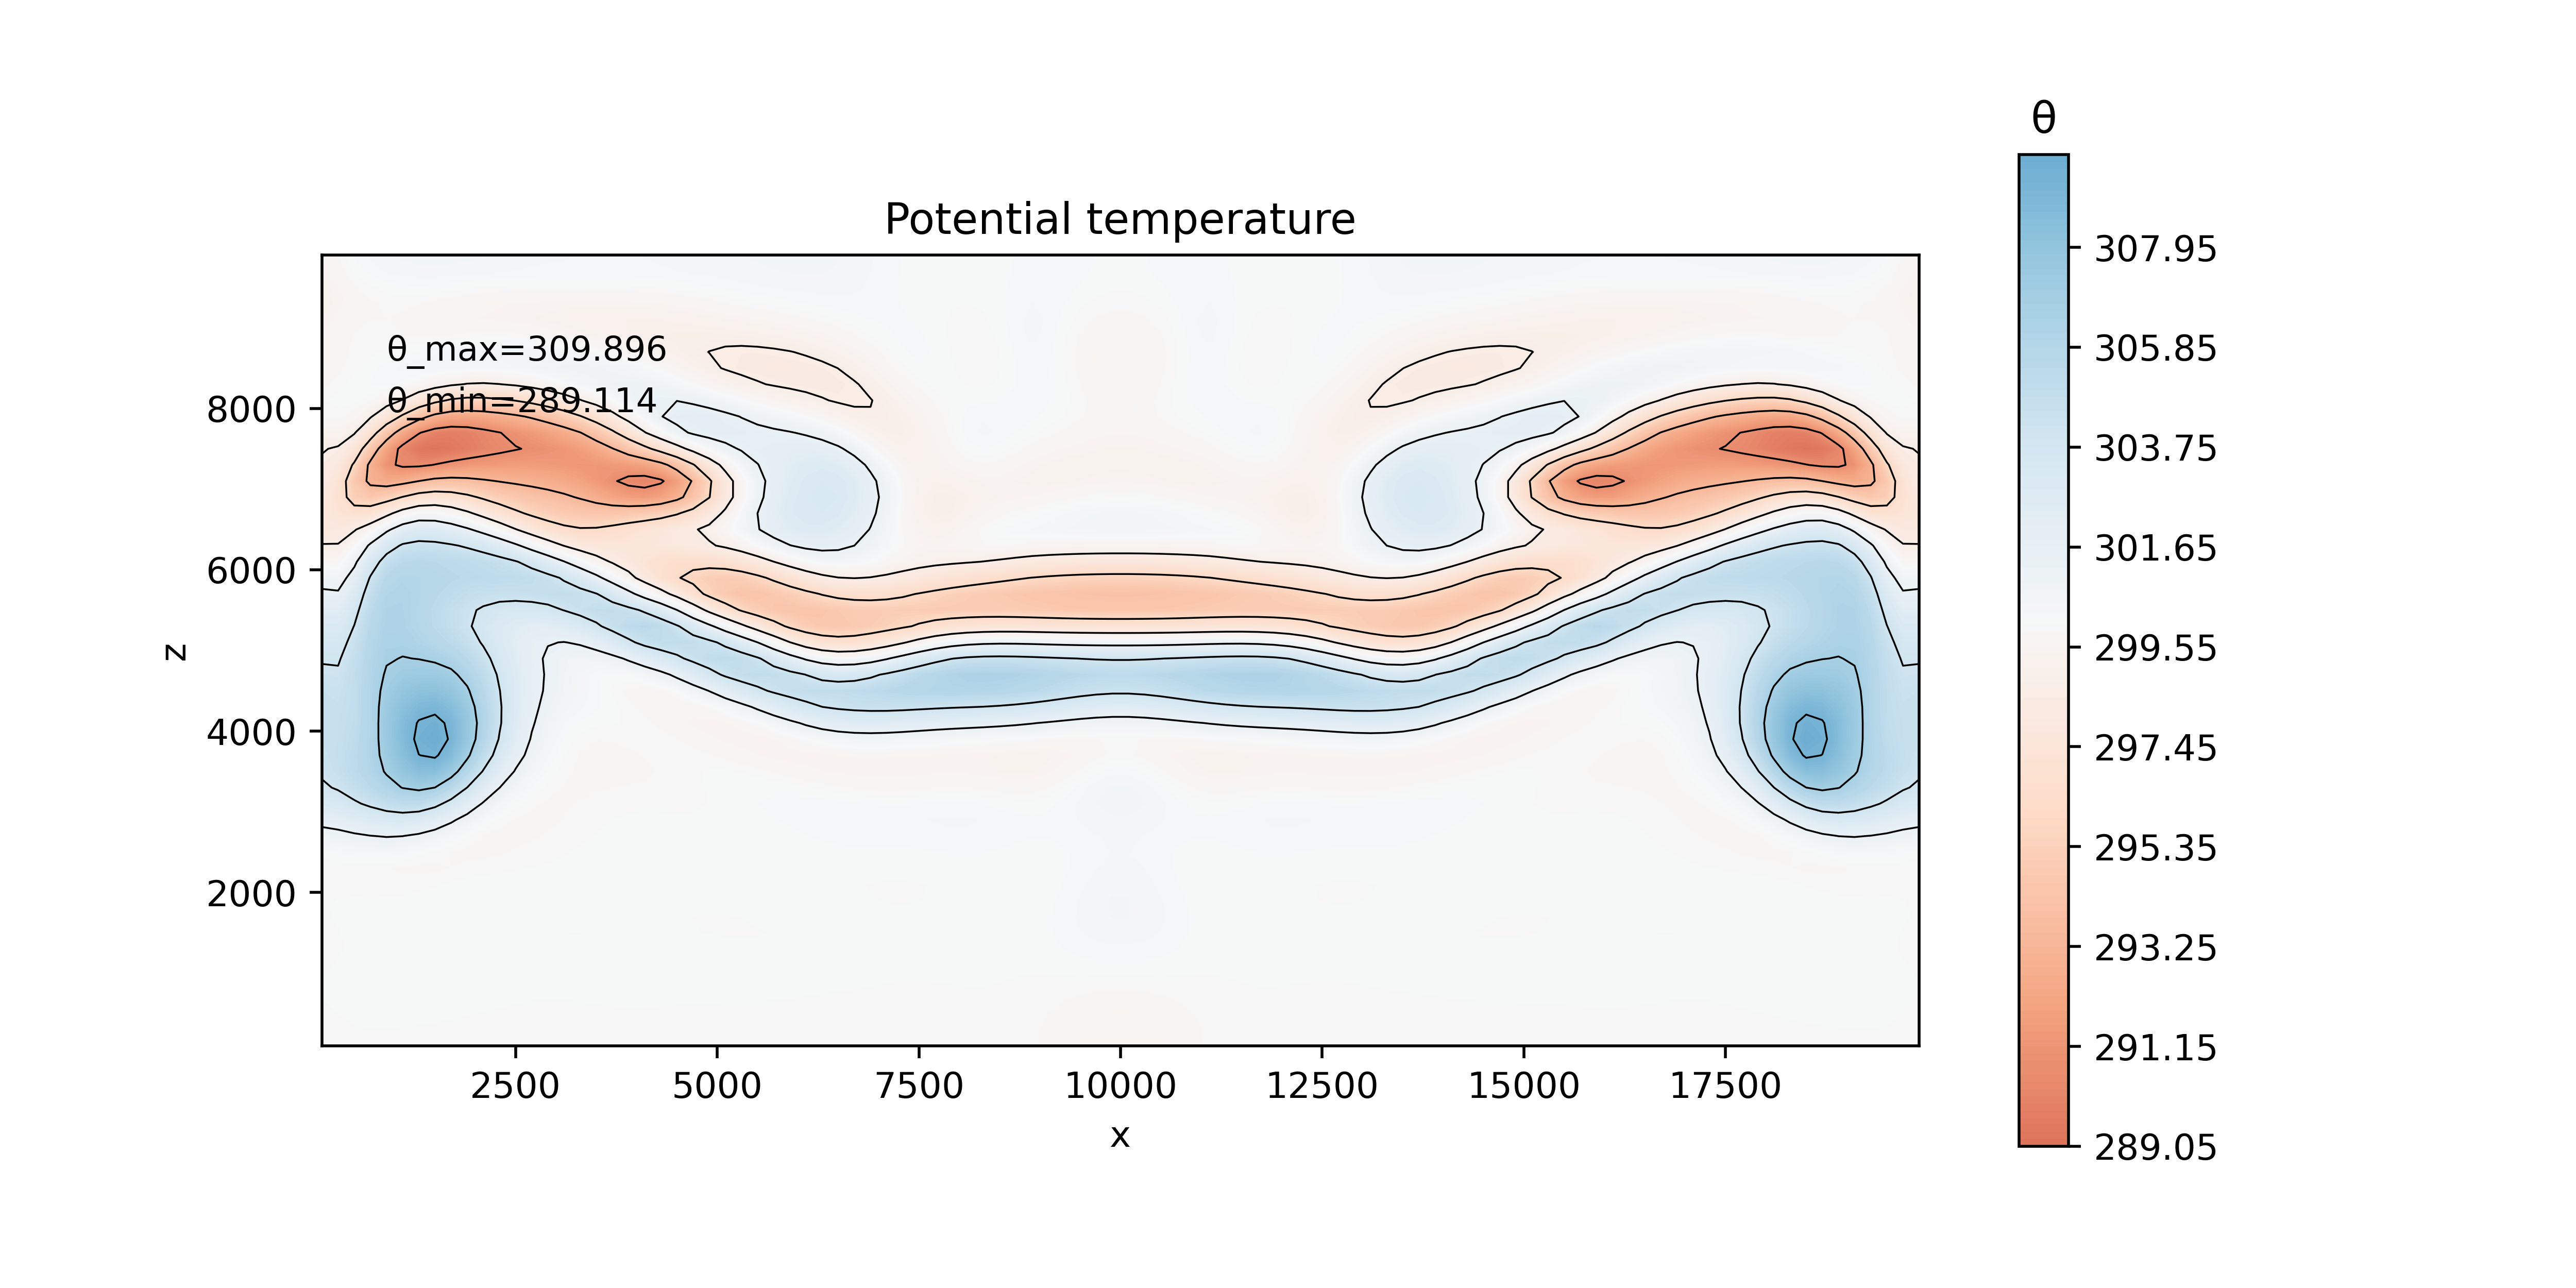 θ
Potential temperature
θ_max=309.896
θ_min=289.114
8000
6000
4000
2000
z
2500 5000 7500 10000 12500 15000 17500
x
307.95
305.85
303.75
301.65
299.55
297.45
295.35
293.25
291.15
289.05